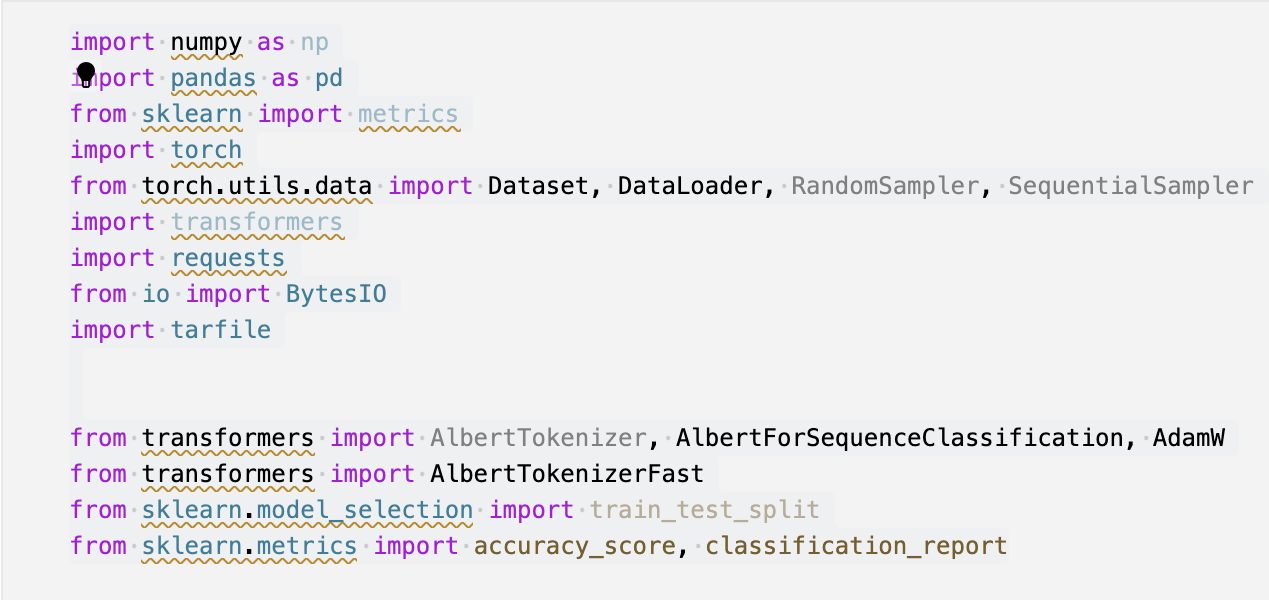 import numpy as np
import pandas as pd
from sklearn import metrics
import torch
from torch.utils.data import Dataset, DataLoader, RandomSampler, SequentialSampler
import transformers
import requests
from io import BytesIO
import tarfile
from transformers import AlbertTokenizer, AlbertForSequenceClassification, AdamW
from transformers import AlbertTokenizerFast
from sklearn.model_selection import train_test_split
from sklearn.metrics import accuracy_score, classification_report